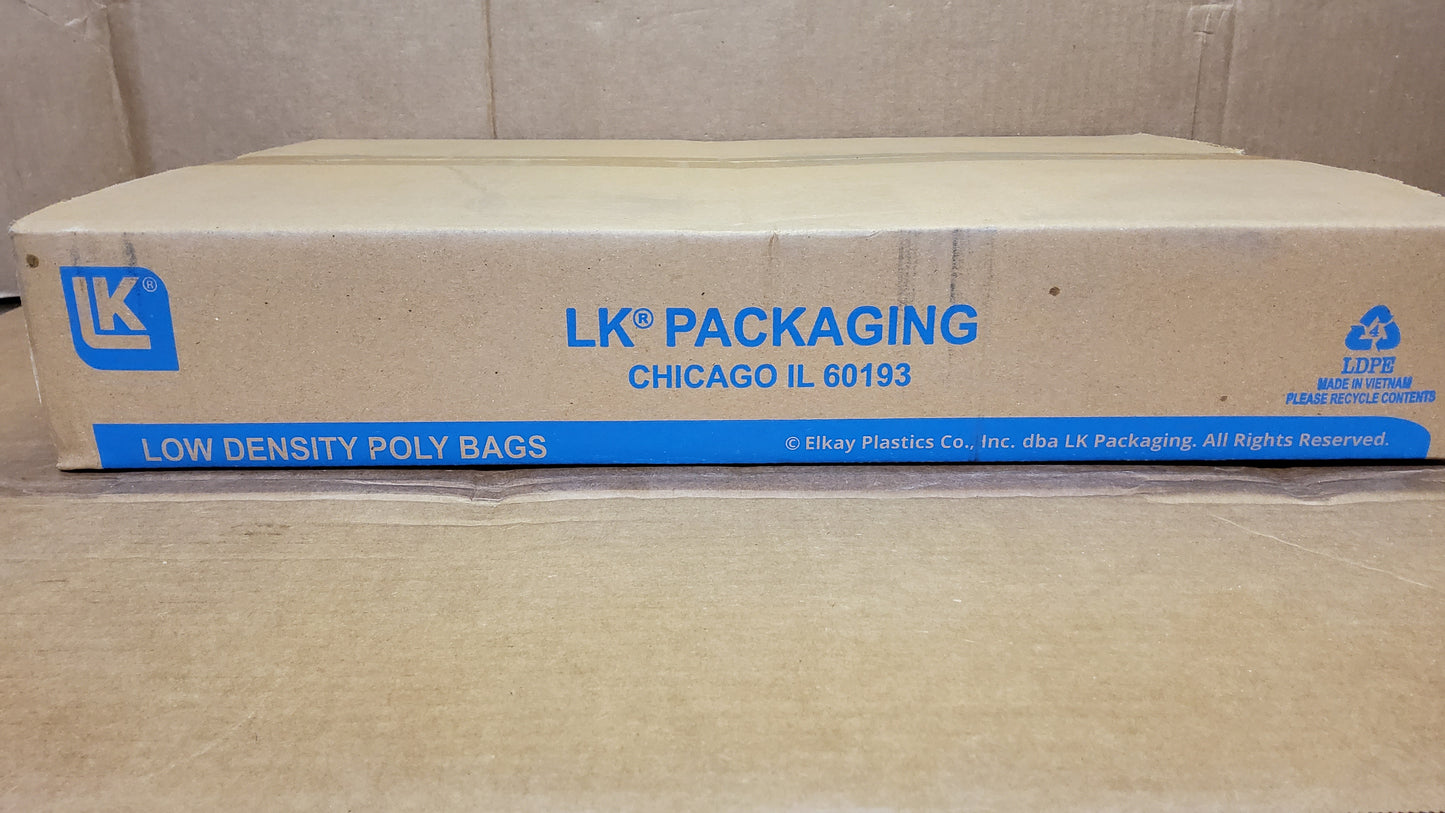 LK®
LK® PACKAGING
CHICAGO IL 60193
4
LDPE
MADE IN VIETNAM
PLEASE RECYCLE CONTENTS
LOW DENSITY POLY BAGS
© Elkay Plastics Co., Inc. dba LK Packaging. All Rights Reserved.